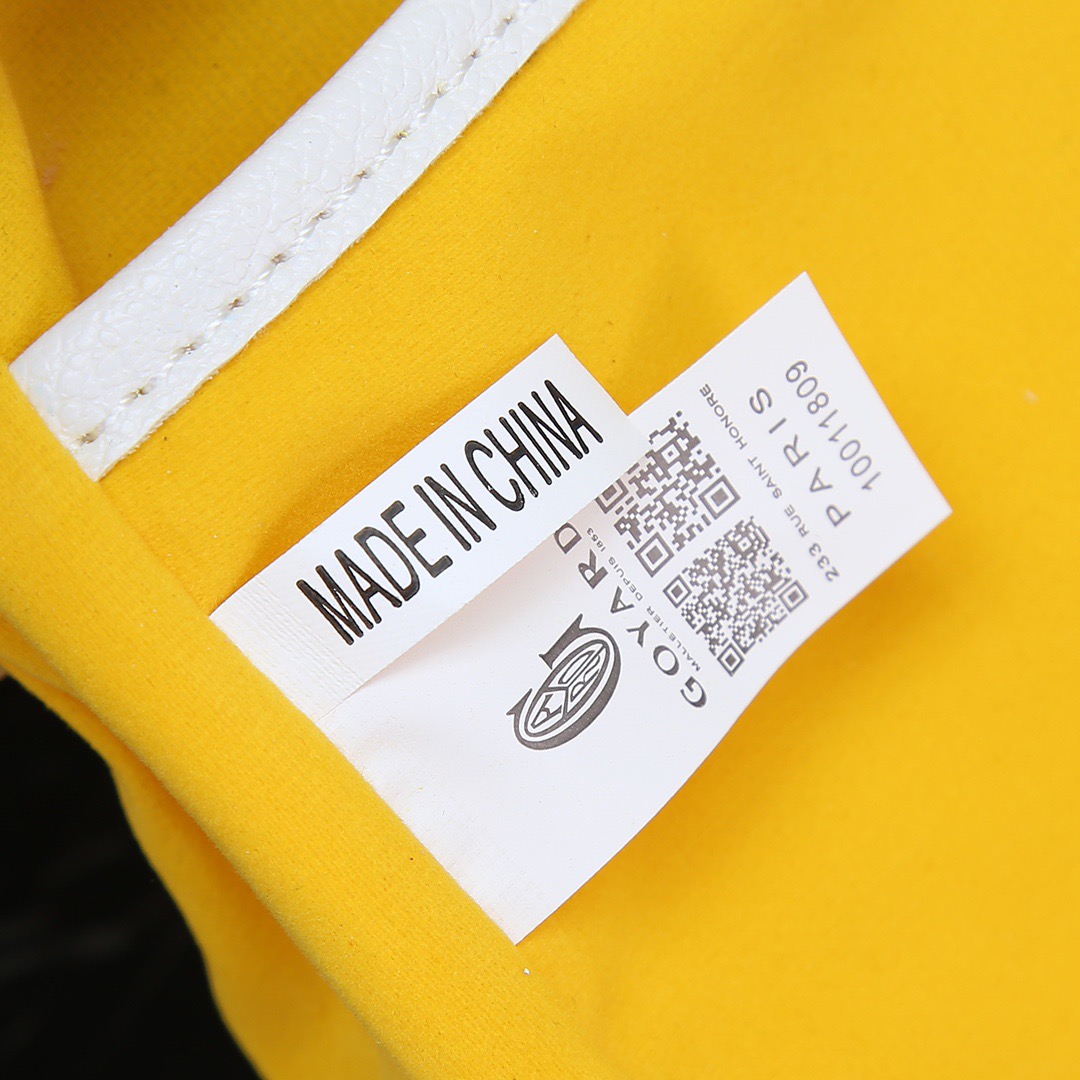 MADE IN CHINA
GOYARD
MALLETIER DEPUIS 1853
233 RUE SAINT HONORE
PARIS
10011809